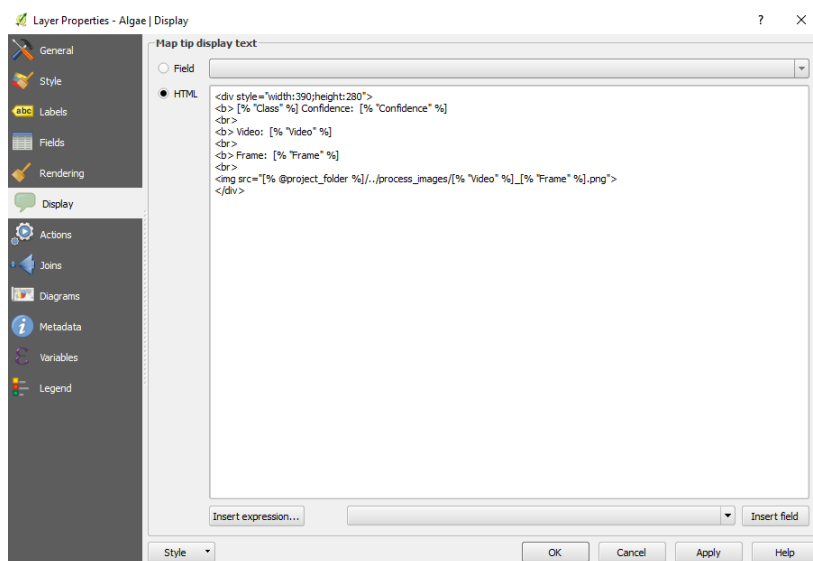 Layer Properties - Algae | Display
?
General
Style
abc
Labels
Fields
Rendering
Display
Actions
Joins
Diagrams
i
Metadata
Variables
Legend
Map tip display text
Field
HTML
<div style="width:390;height:280">
<b> [% "Class" %] Confidence:  [% "Confidence" %]
<br>
<b> Video:  [% "Video" %]
<br>
<b> Frame:  [% "Frame" %]
<br>
<img src="[% @project_folder %]/../process_images/[% "Video" %]_[% "Frame" %].png">
</div>
Insert expression...
Insert field
Style
OK
Cancel
Apply
Help